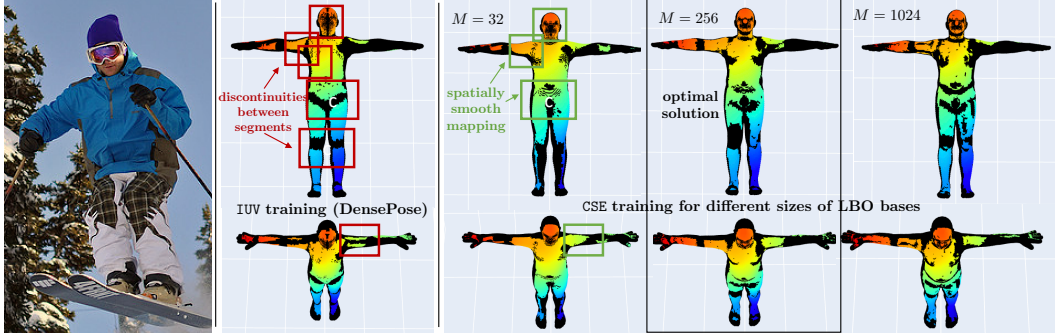 M = 32
M = 256
M = 1024
discontinuities
between
segments
C
spatially
smooth
mapping
C
optimal
solution
IUV training (DensePose)
CSE training for different sizes of LBO bases